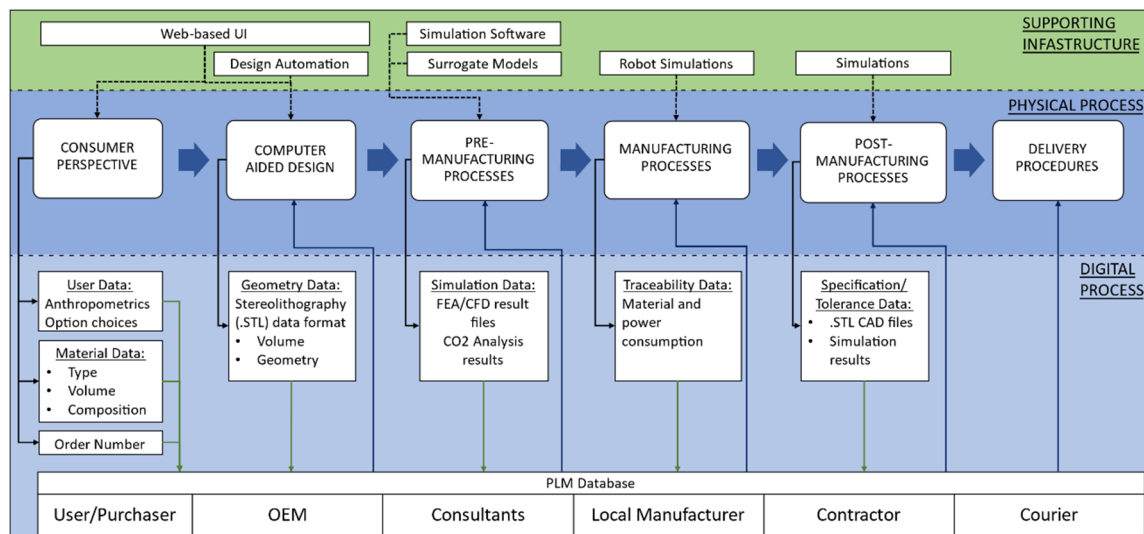 SUPPORTING
INFASTRUCTURE
Web-based UI
Design Automation
Simulation Software
Surrogate Models
Robot Simulations
Simulations
PHYSICAL PROCESS
CONSUMER
PERSPECTIVE
COMPUTER
AIDED DESIGN
PRE-
MANUFACTURING
PROCESSES
MANUFACTURING
PROCESSES
POST-
MANUFACTURING
PROCESSES
DELIVERY
PROCEDURES
DIGITAL
PROCESS
User Data:
Anthropometrics
Option choices
Material Data:
• Type
• Volume
• Composition
Order Number
Geometry Data:
Stereolithography
(.STL) data format
• Volume
• Geometry
Simulation Data:
FEA/CFD result
files
CO2 Analysis
results
Traceability Data:
Material and
power
consumption
Specification/
Tolerance Data:
• .STL CAD files
• Simulation
results
PLM Database
User/Purchaser
OEM
Consultants
Local Manufacturer
Contractor
Courier